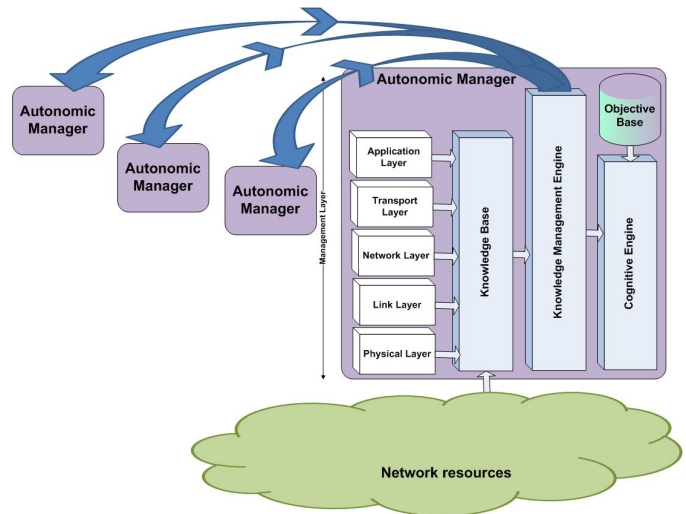 Autonomic Manager
Autonomic
Manager
Autonomic
Manager
Autonomic
Manager
Management Layer
Application
Layer
Transport
Layer
Network Layer
Link Layer
Physical Layer
Knowledge Base
Knowledge Management Engine
Objective
Base
Cognitive Engine
Network resources